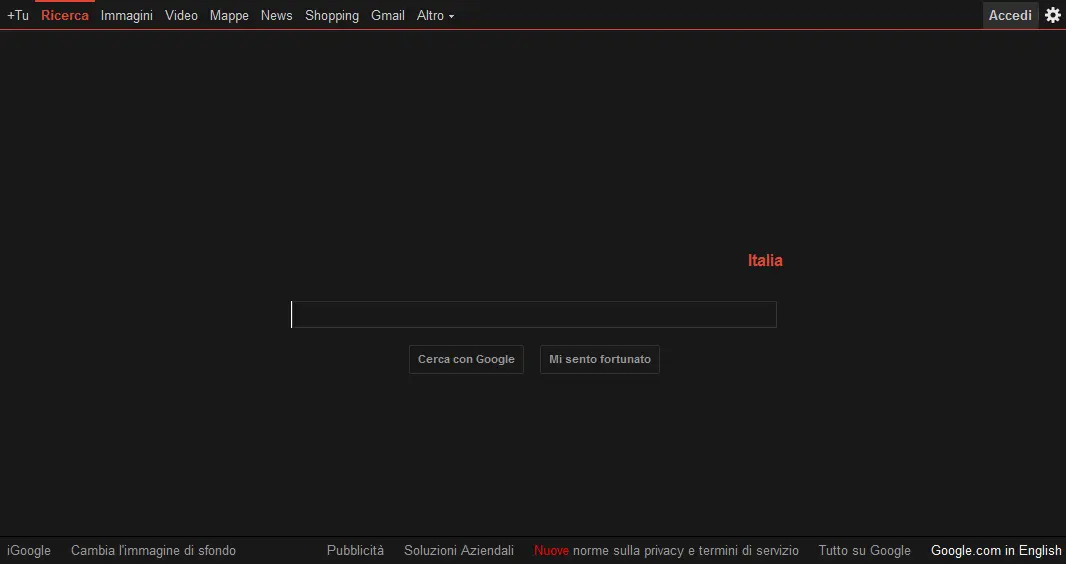 +Tu Ricerca Immagini Video Mappe News Shopping Gmail Altro Accedi
Italia
Cerca con Google Mi sento fortunato
iGoogle Cambia l'immagine di sfondo Pubblicità Soluzioni Aziendali Nuove norme sulla privacy e termini di servizio Tutto su Google Google.com in English